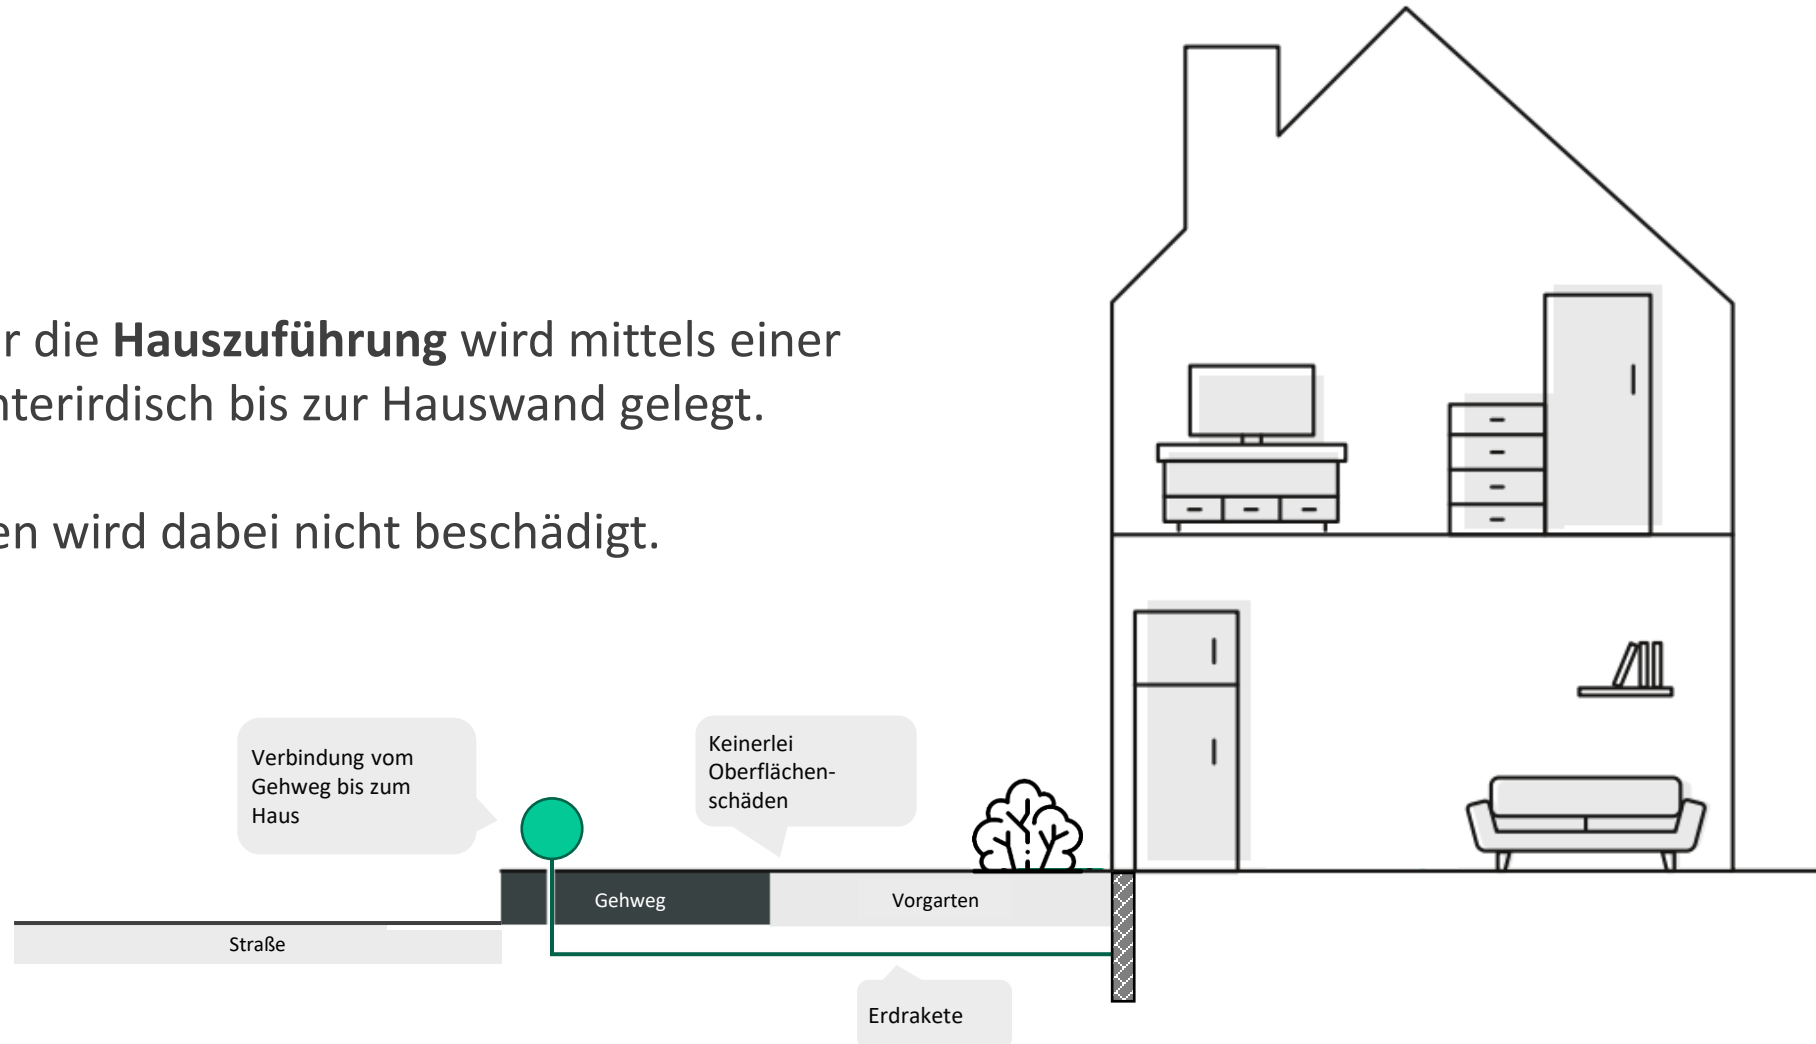 r die Hauszuführung wird mittels einer
nterirdisch bis zur Hauswand gelegt.
en wird dabei nicht beschädigt.
Verbindung vom
Gehweg bis zum
Haus
Keinerlei
Oberflächen-
schäden
Gehweg
Vorgarten
Straße
Erdrakete